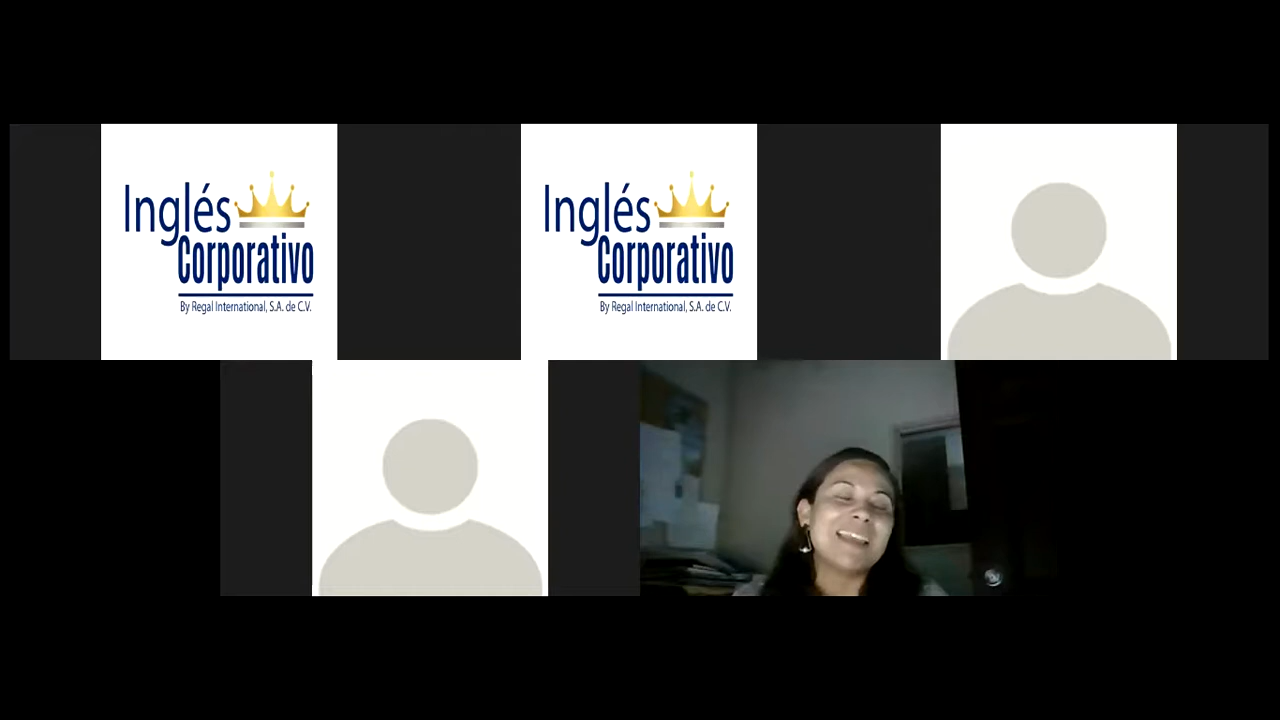 Inglés
Corporativo
By Regal International, S.A. de C.V.
Inglés
Corporativo
By Regal International, S.A. de C.V.